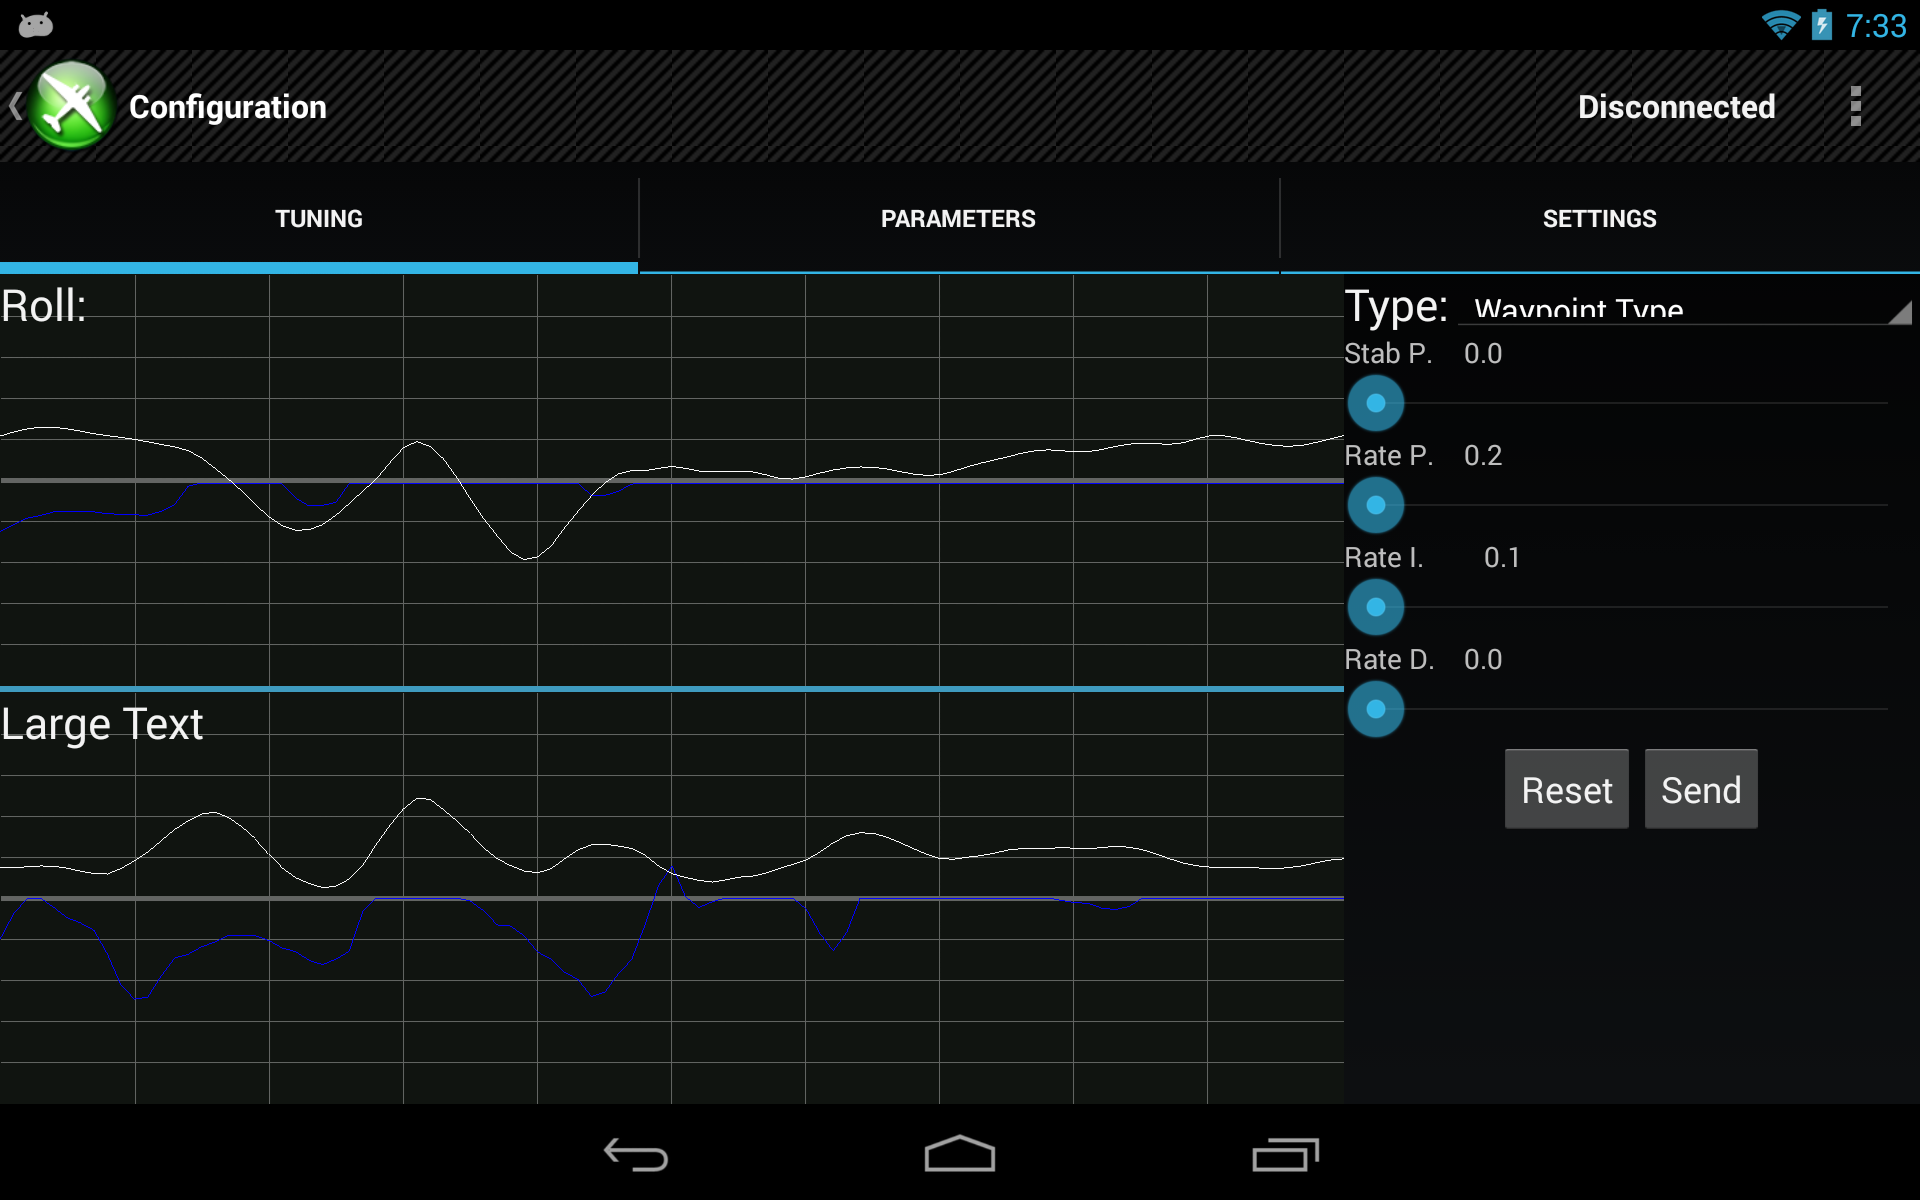 7:33
Configuration
Disconnected
TUNING
PARAMETERS
SETTINGS
Roll:
Type: Waypoint Type
Stab P. 0.0
Rate P. 0.2
Rate I. 0.1
Rate D. 0.0
Large Text
Reset
Send